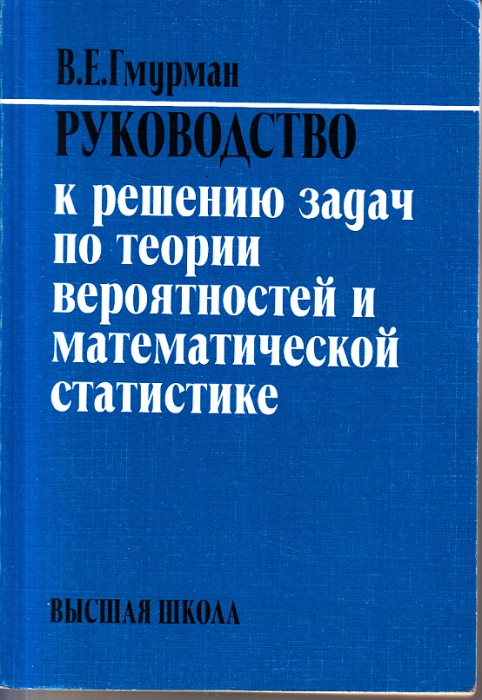 В.Е.Гмурман
РУКОВОДСТВО
к решению задач
по теории
вероятностей и
математической
статистике
ВЫСШАЯ ШКОЛА